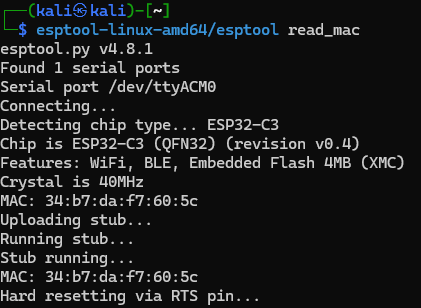 ┌──(kali㉿kali)-[~]
└─$ esptool-linux-amd64/esptool read_mac
esptool.py v4.8.1
Found 1 serial ports
Serial port /dev/ttyACM0
Connecting...
Detecting chip type... ESP32-C3
Chip is ESP32-C3 (QFN32) (revision v0.4)
Features: WiFi, BLE, Embedded Flash 4MB (XMC)
Crystal is 40MHz
MAC: 34:b7:da:f7:60:5c
Uploading stub...
Running stub...
Stub running...
MAC: 34:b7:da:f7:60:5c
Hard resetting via RTS pin...